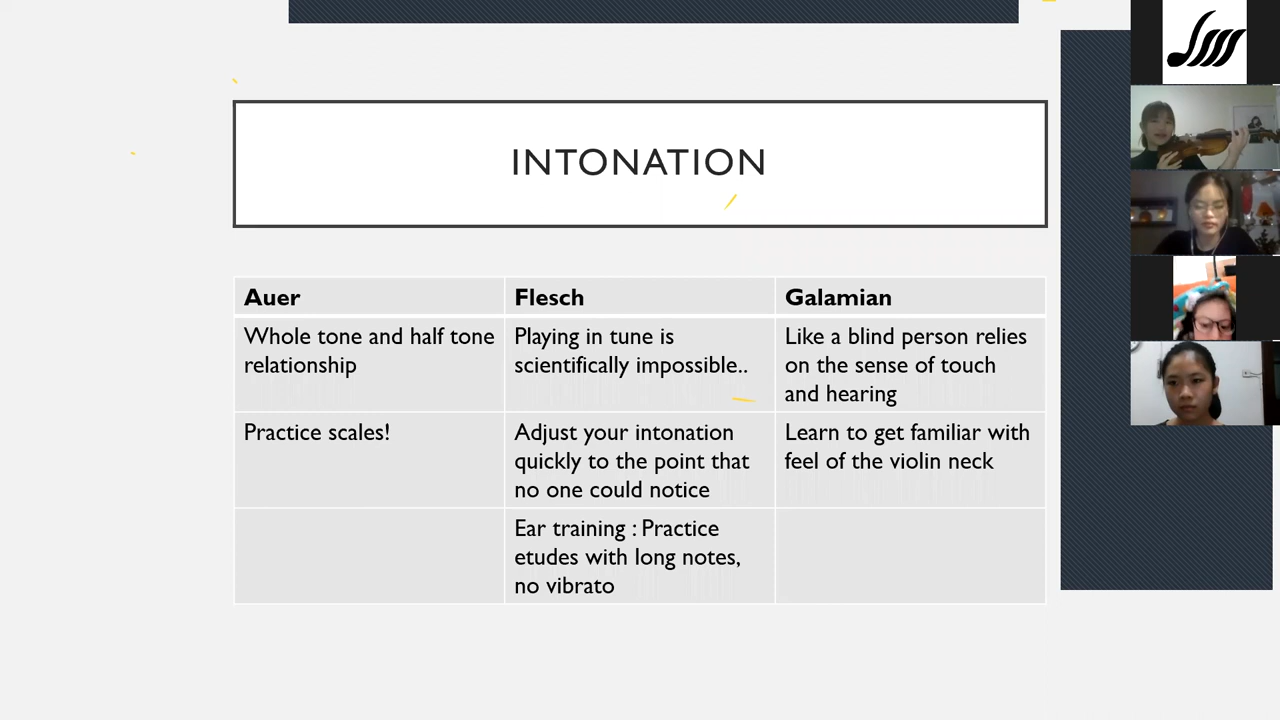 INTONATION
Auer
Flesch
Galamian
Whole tone and half tone
relationship
Playing in tune is
scientifically impossible..
Like a blind person relies
on the sense of touch
and hearing
Practice scales!
Adjust your intonation
quickly to the point that
no one could notice
Learn to get familiar with
feel of the violin neck
Ear training : Practice
etudes with long notes,
no vibrato